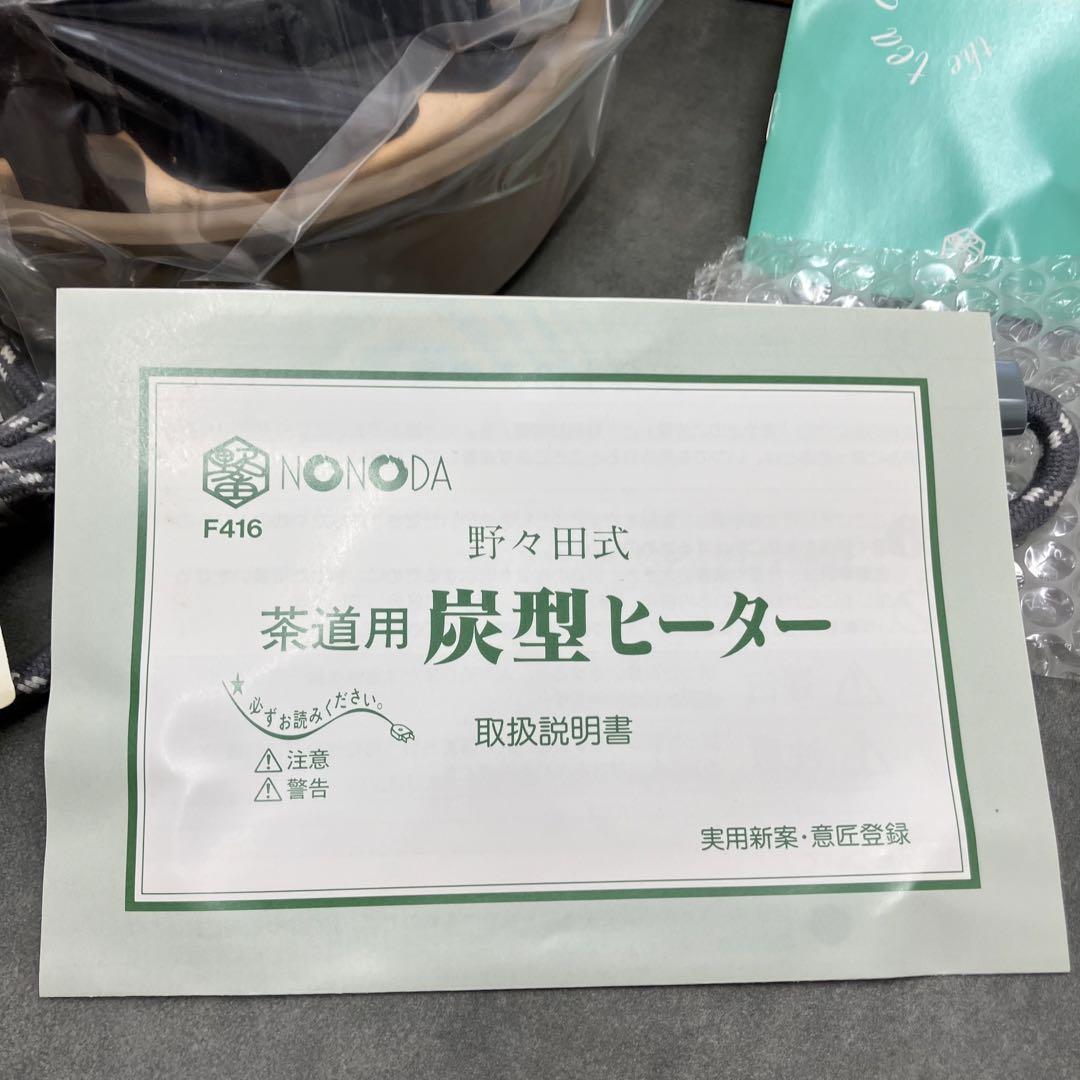 the tea
NONODA
F416
野々田式
茶道用 炭型ヒーター
必ずお読みください。
取扱説明書
⚠注意
⚠警告
実用新案・意匠登録